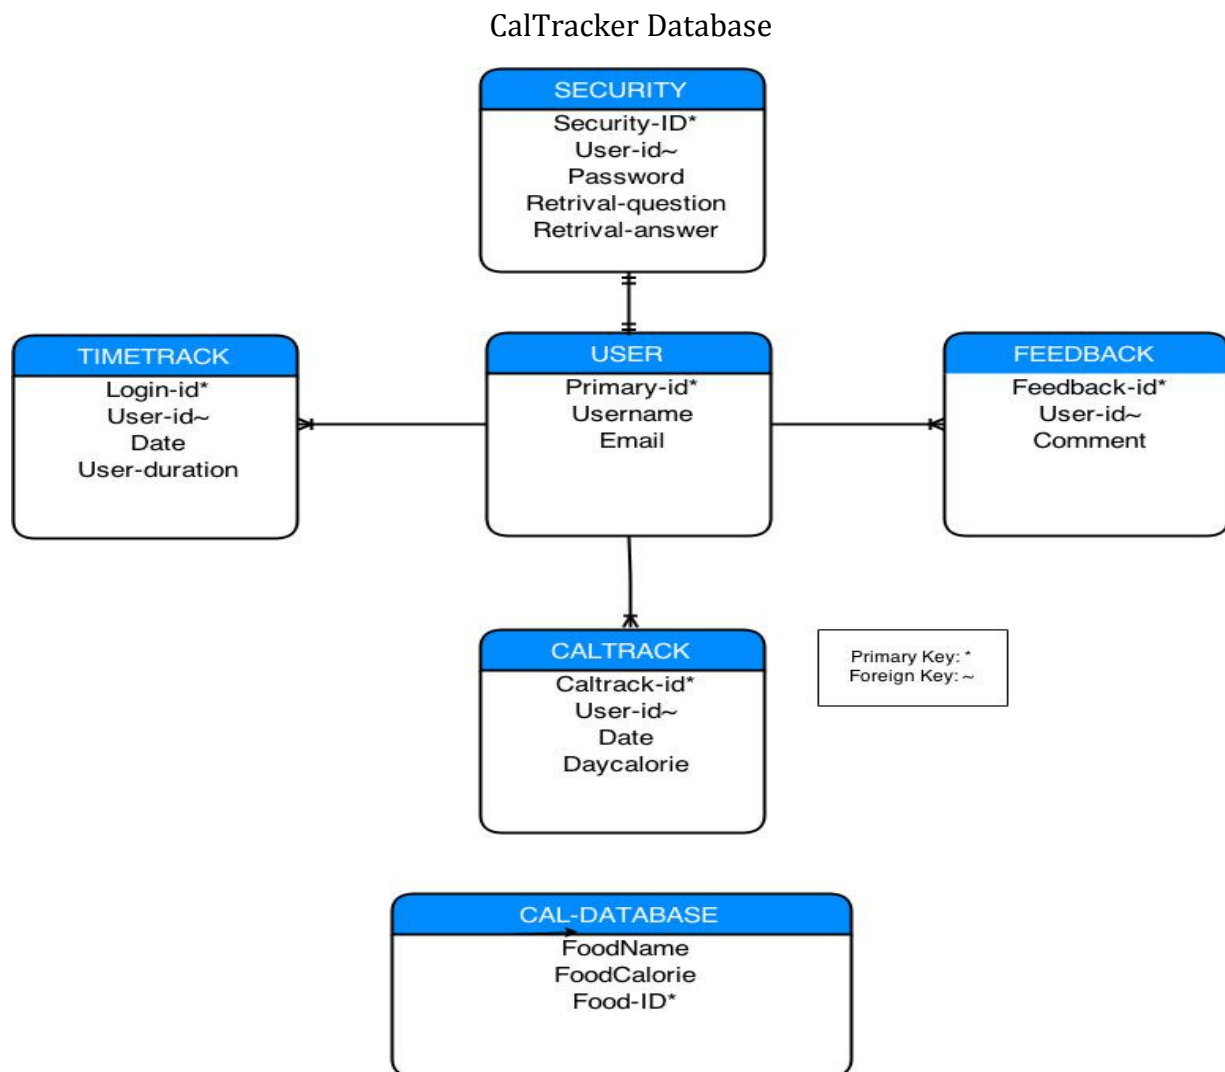 CalTracker Database
SECURITY
Security-ID*
User-id~
Password
Retrival-question
Retrival-answer
TIMETRACK
Login-id*
User-id~
Date
User-duration
USER
Primary-id*
Username
Email
FEEDBACK
Feedback-id*
User-id~
Comment
CALTRACK
Caltrack-id*
User-id~
Date
Daycalorie
Primary Key: *
Foreign Key: ~
CAL-DATABASE
FoodName
FoodCalorie
Food-ID*